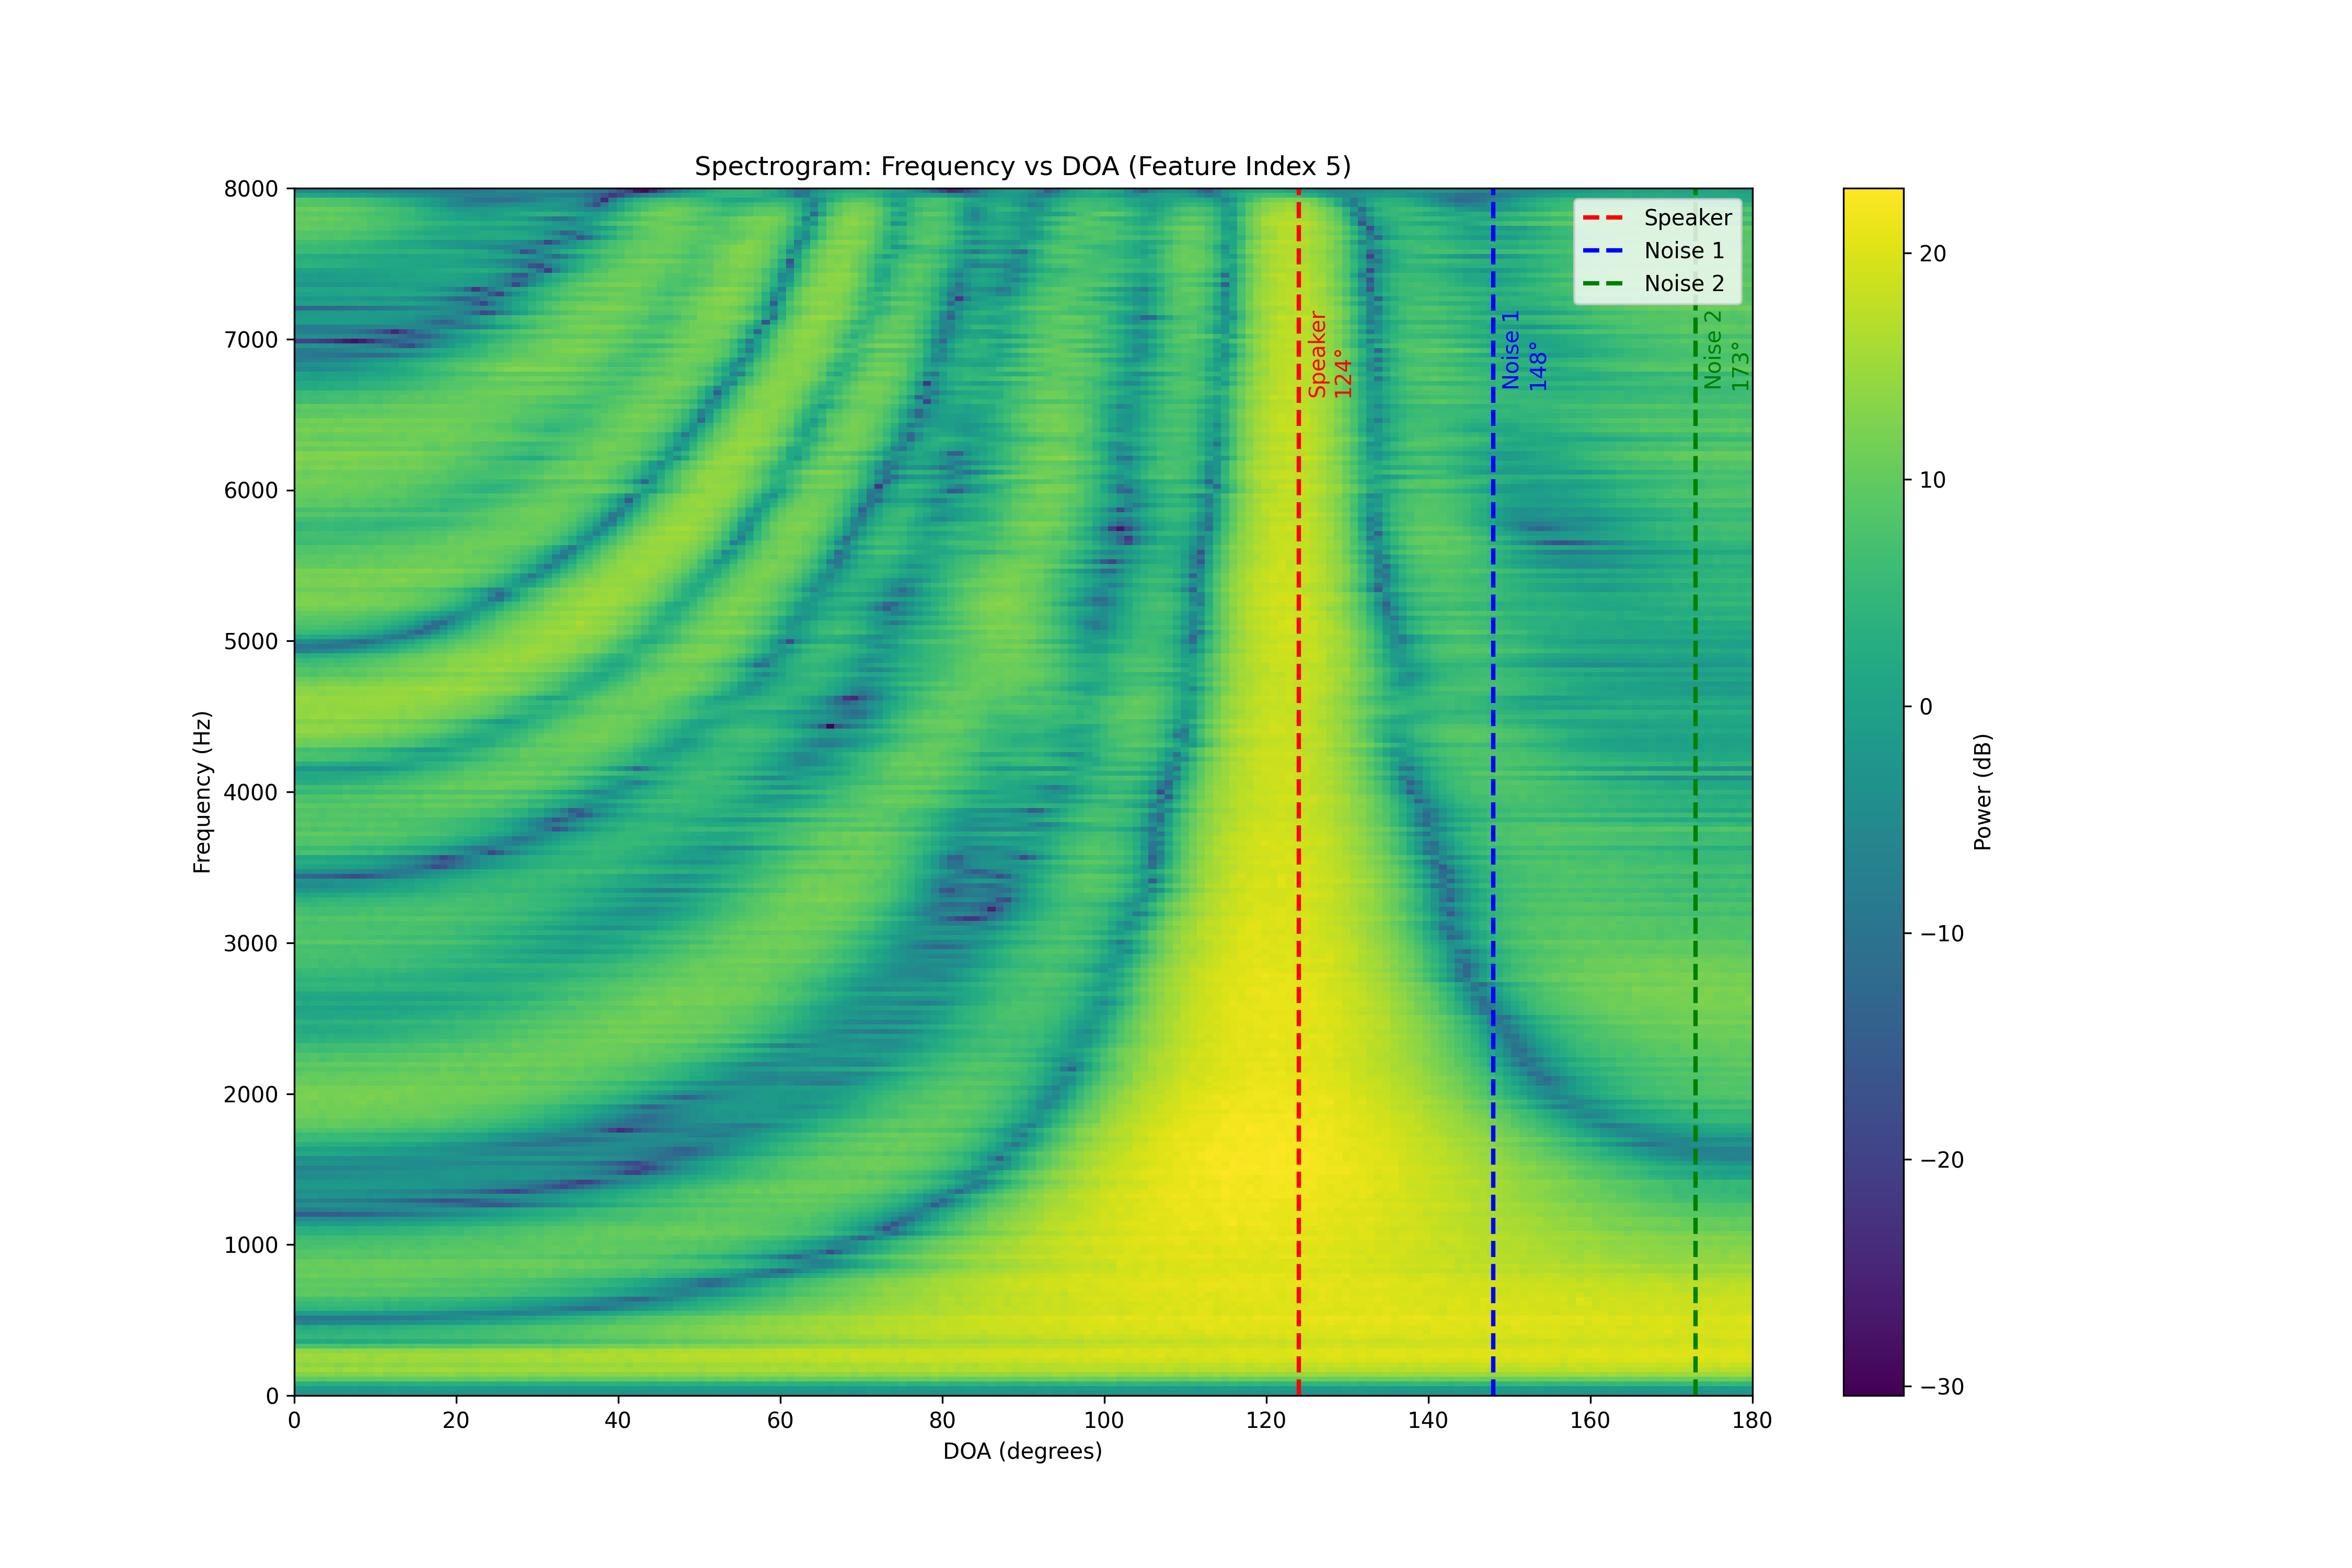 Spectrogram: Frequency vs DOA (Feature Index 5)
8000
7000
6000
5000
4000
3000
2000
1000
0
Frequency (Hz)
0
20
40
60
80
100
120
140
160
180
DOA (degrees)
Speaker
Noise 1
Noise 2
Speaker
124°
Noise 1
148°
Noise 2
173°
20
10
0
−10
−20
−30
Power (dB)